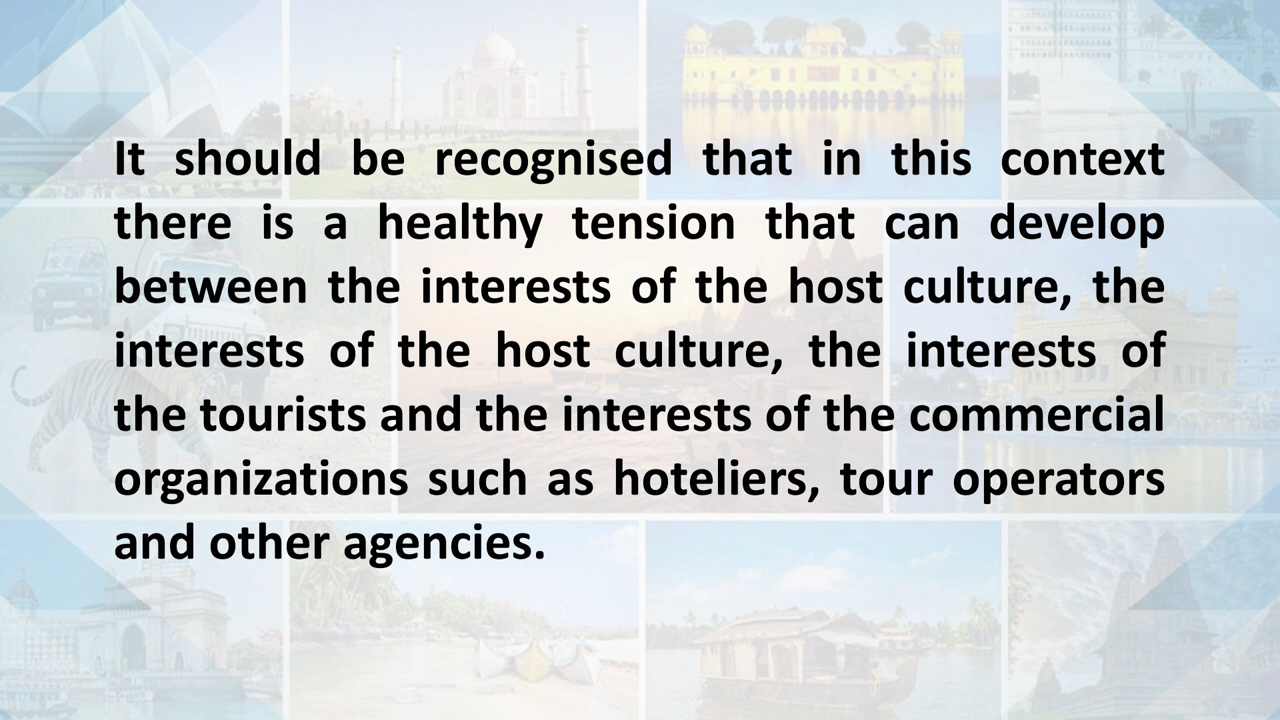 It should be recognised that in this context
there is a healthy tension that can develop
between the interests of the host culture, the
interests of the host culture, the interests of
the tourists and the interests of the commercial
organizations such as hoteliers, tour operators
and other agencies.